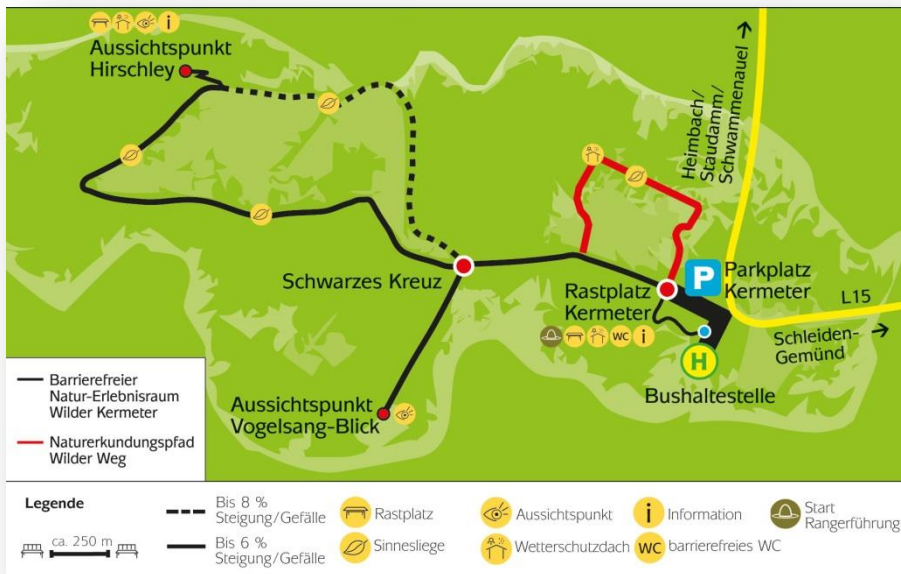 i
Aussichtspunkt
Hirschley
Heimbach/
Staudamm/
Schwammenauel
Schwarzes Kreuz
P
Parkplatz
Kermeter
Rastplatz
Kermeter
WC
i
L15
Schleiden-
Gemünd
H
Bushaltestelle
Aussichtspunkt
Vogelsang-Blick
Barrierefreier
Natur-Erlebnisraum
Wilder Kermeter
Naturerkundungspfad
Wilder Weg
Legende
ca. 250 m
Bis 8 %
Steigung/Gefälle
Bis 6 %
Steigung/Gefälle
Rastplatz
Sinnesliege
Aussichtspunkt
Wetterschutzdach
i Information
WC barrierefreies WC
Start
Rangerführung